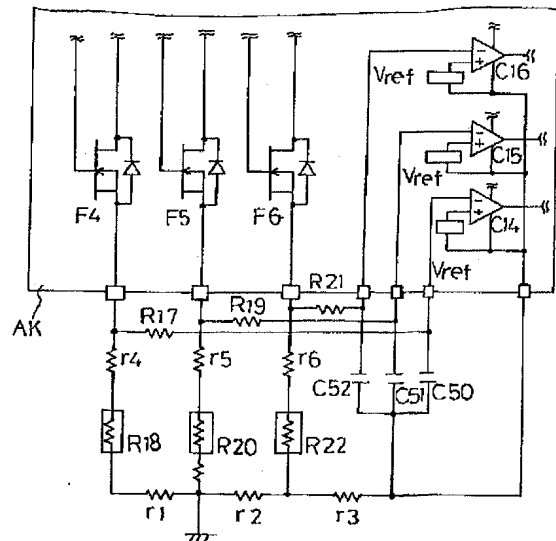 Vref
C16
Vref
C15
F4
F5
F6
C14
Vref
R21
AK
R17
R19
r4
r5
r6
C52
C51
C50
R18
R20
R22
r1
r2
r3